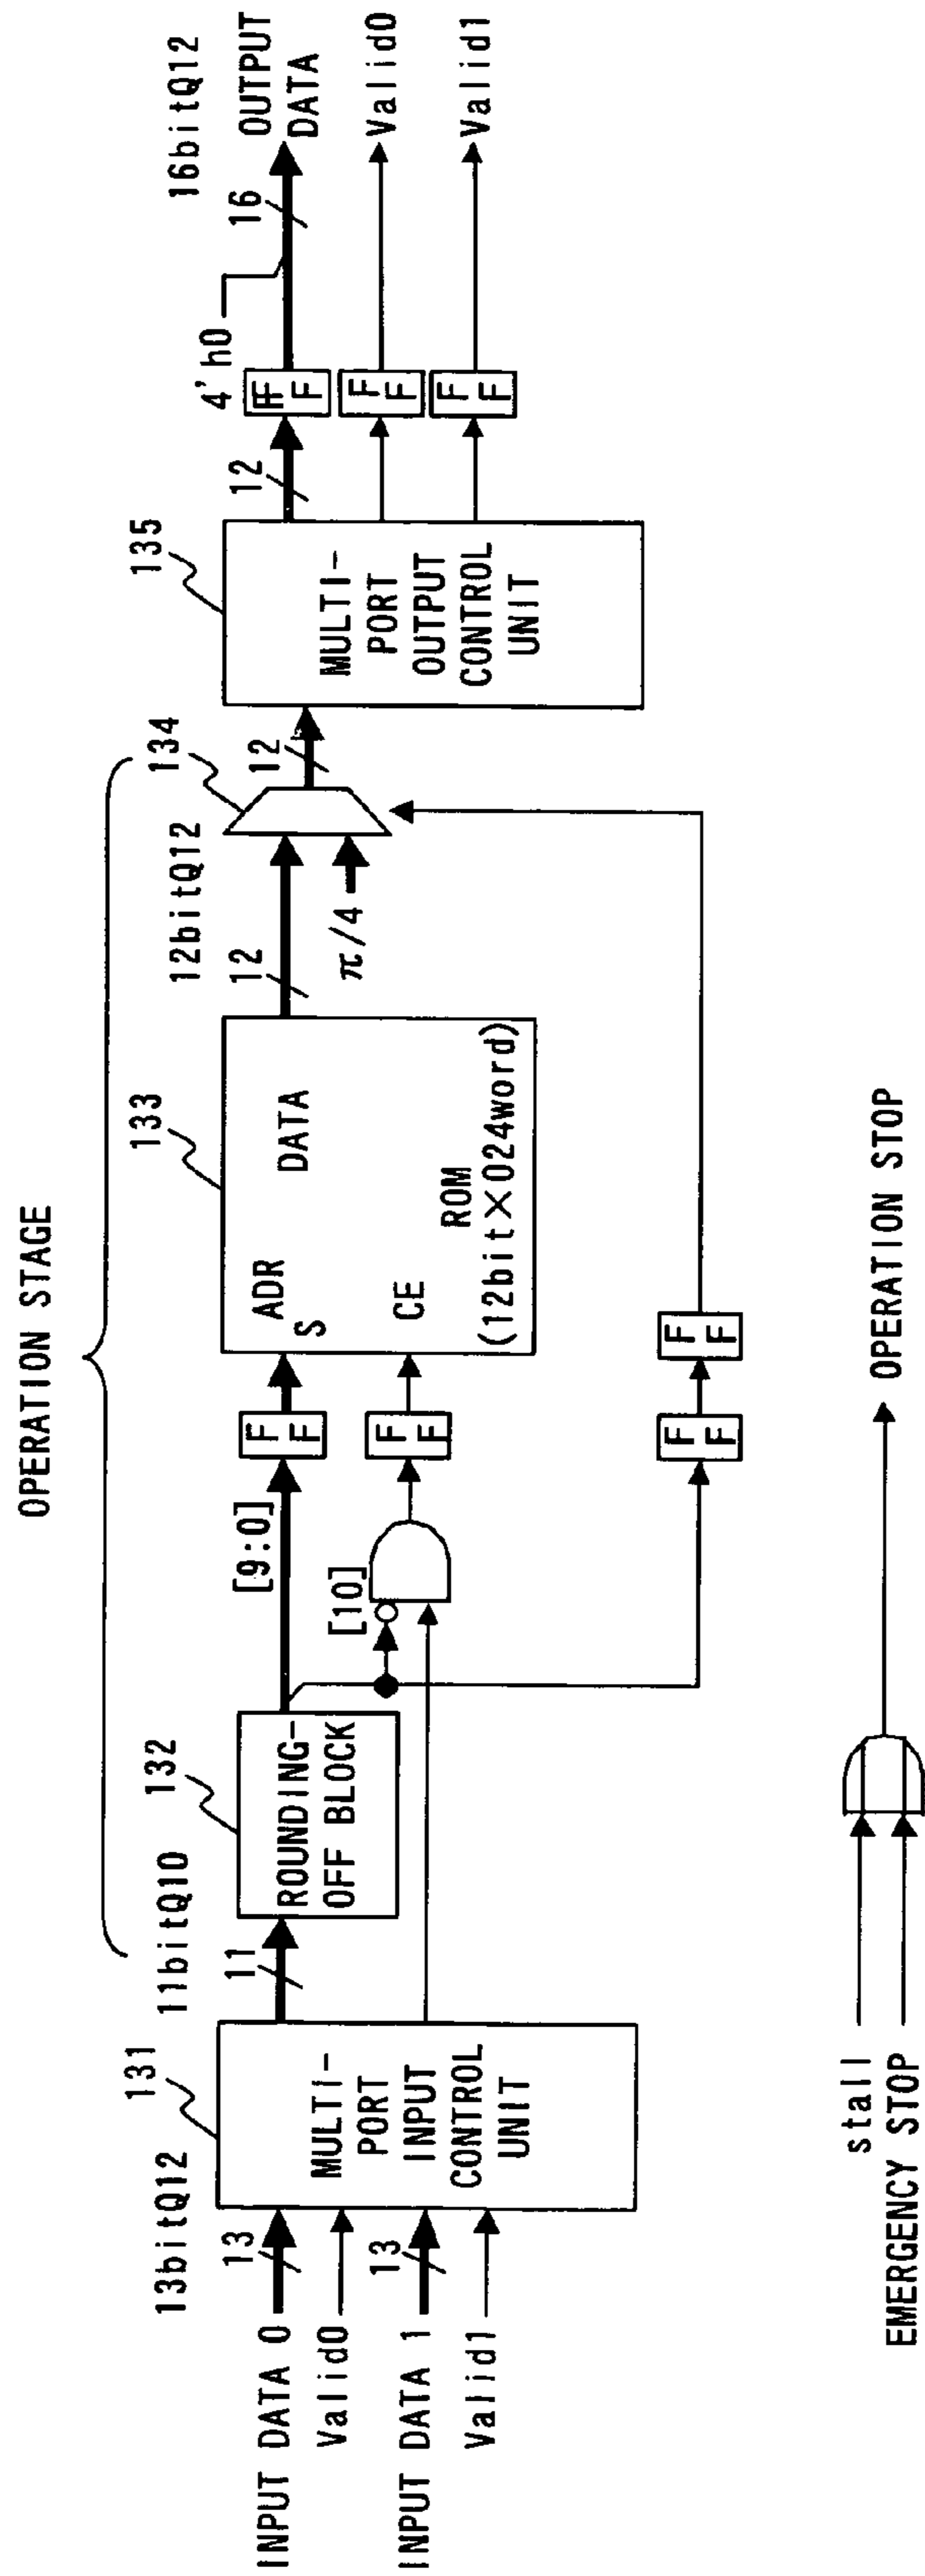 OPERATION STAGE
13bitQ12
131
11bitQ10
132
133
12bitQ12
134
135
16bitQ12
INPUT DATA 0
13
Valid0
INPUT DATA 1
13
Valid1
MULTI-
PORT
INPUT
CONTROL
UNIT
11
ROUNDING-
OFF BLOCK
[9:0]
[10]
FF
FF
FF
FF
ADR
S
DATA
CE
ROM
(12bit×024word)
12
π/4
12
MULTI-
PORT
OUTPUT
CONTROL
UNIT
12
4'h0
FF
FF
FF
16
OUTPUT
DATA
Valid0
Valid1
stall
EMERGENCY STOP
OPERATION STOP